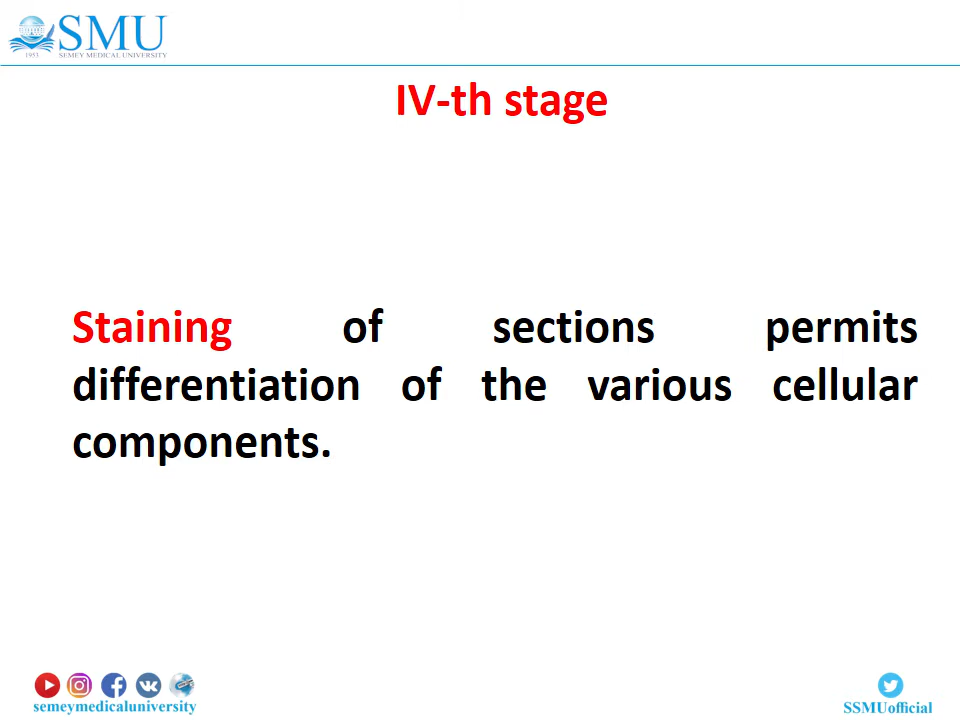 SMU
SEMEY MEDICAL UNIVERSITY
1953
IV-th stage
Staining of sections permits
differentiation of the various cellular
components.
semeymedicaluniversity
SSMUofficial